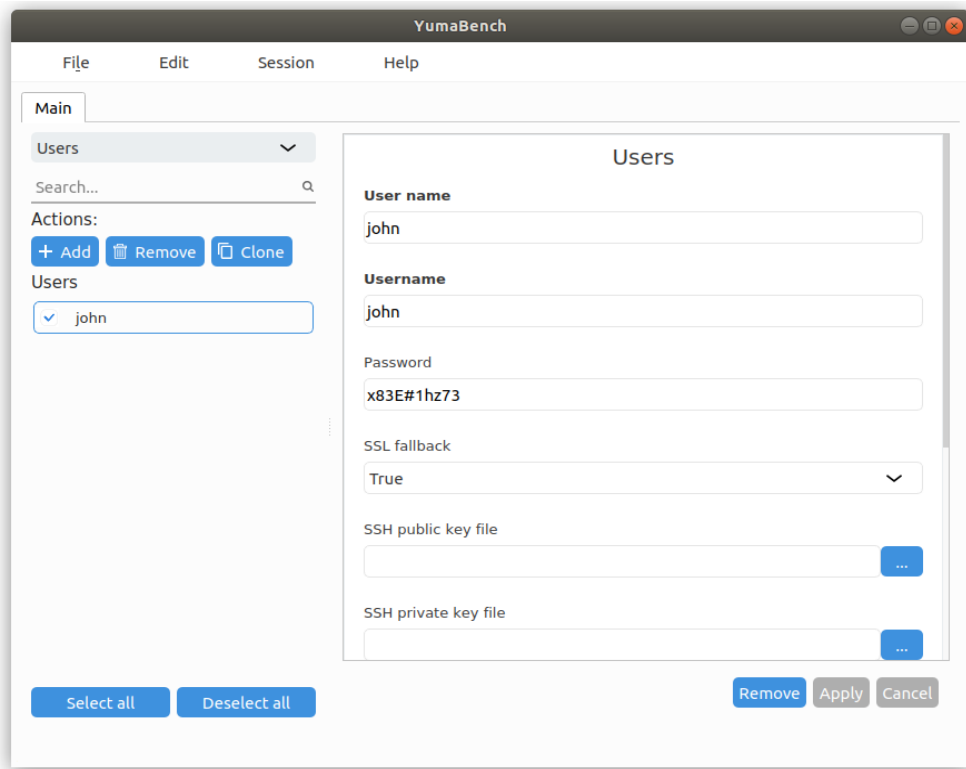 YumaBench
File Edit Session Help
Main
Users
Search...
Actions:
+ Add Remove Clone
Users
john
Select all Deselect all
Users
User name
john
Username
john
Password
x83E#1hz73
SSL fallback
True
SSH public key file
...
SSH private key file
...
Remove Apply Cancel